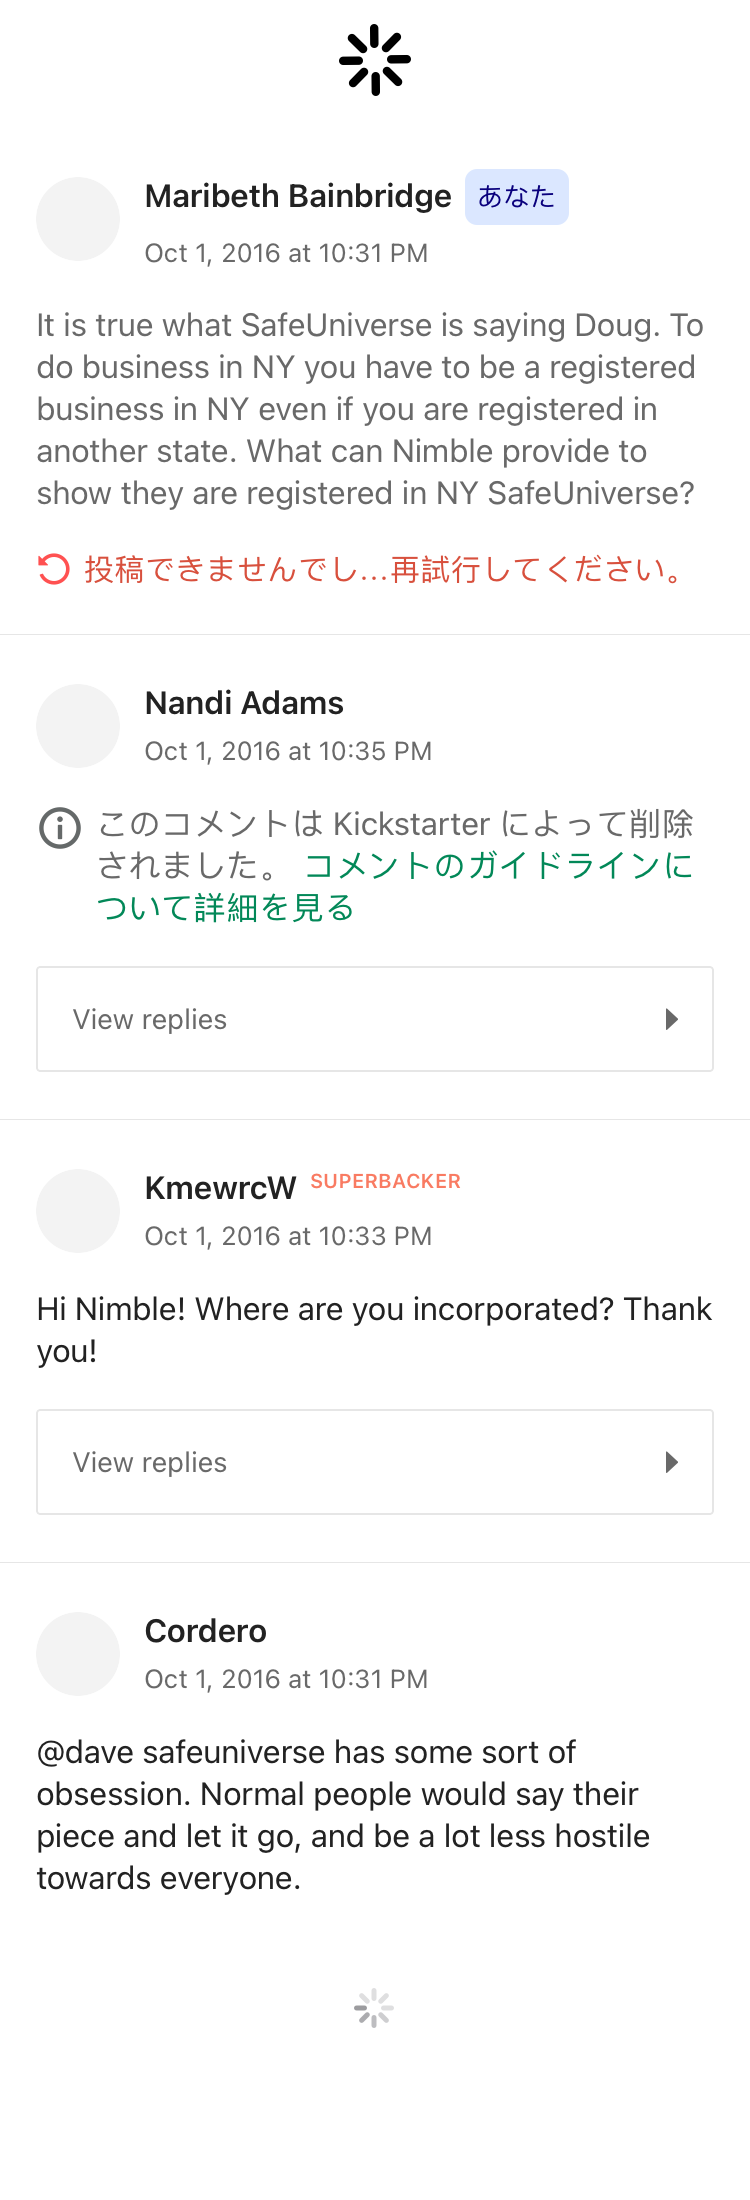 Maribeth Bainbridge あなた
Oct 1, 2016 at 10:31 PM
It is true what SafeUniverse is saying Doug. To
do business in NY you have to be a registered
business in NY even if you are registered in
another state. What can Nimble provide to
show they are registered in NY SafeUniverse?
投稿できませんでし...再試行してください。
Nandi Adams
Oct 1, 2016 at 10:35 PM
このコメントは Kickstarter によって削除
されました。 コメントのガイドラインに
ついて詳細を見る
View replies
KmewrcW SUPERBACKER
Oct 1, 2016 at 10:33 PM
Hi Nimble! Where are you incorporated? Thank
you!
View replies
Cordero
Oct 1, 2016 at 10:31 PM
@dave safeuniverse has some sort of
obsession. Normal people would say their
piece and let it go, and be a lot less hostile
towards everyone.